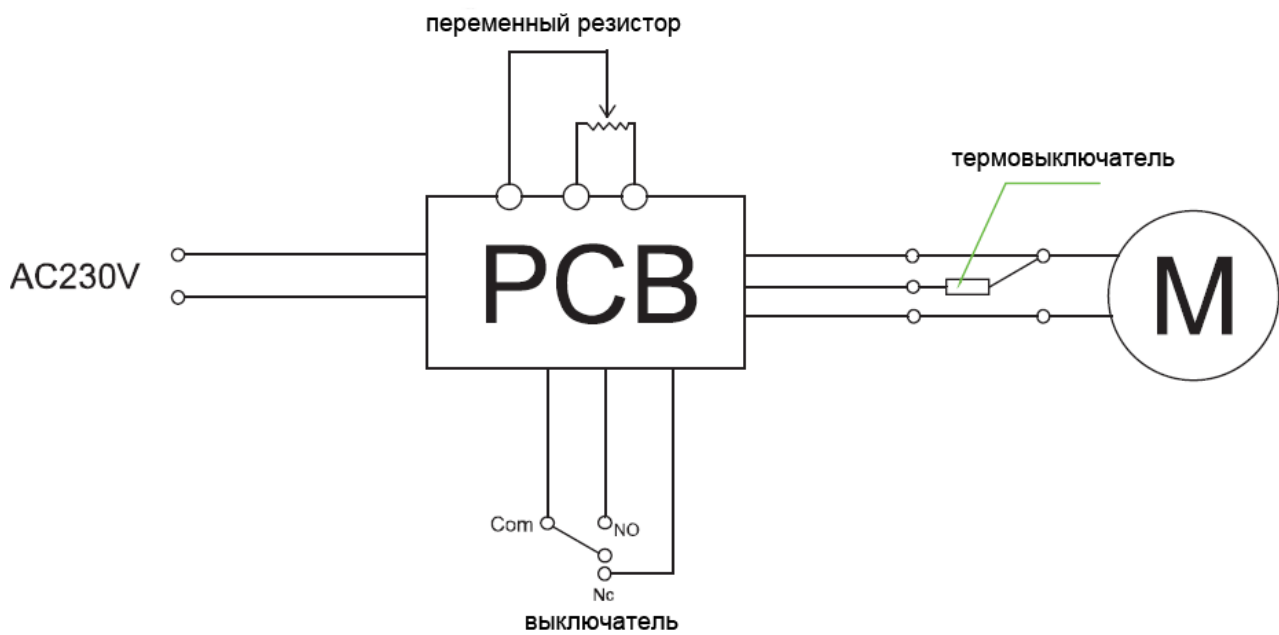 переменный резистор
термовыключатель
AC230V
PCB
M
Com
NO
Nc
выключатель